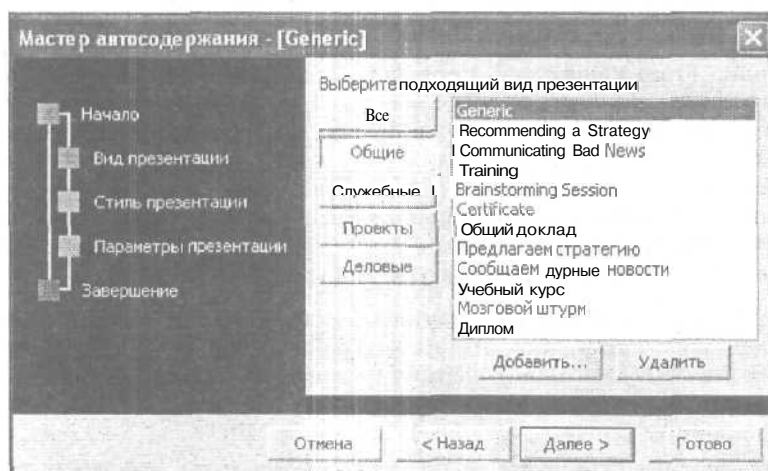 Мастер автосодержания - [Generic]
Начало
Вид презентации
Стиль презентации
Параметры презентации
Завершение
Выберите подходящий вид презентации
Все
Общие
Служебные
Проекты
Деловые
Generic
Recommending a Strategy
Communicating Bad News
Training
Brainstorming Session
Certificate
Общий доклад
Предлагаем стратегию
Сообщаем дурные новости
Учебный курс
Мозговой штурм
Диплом
Добавить...
Удалить
Отмена
< Назад
Далее >
Готово